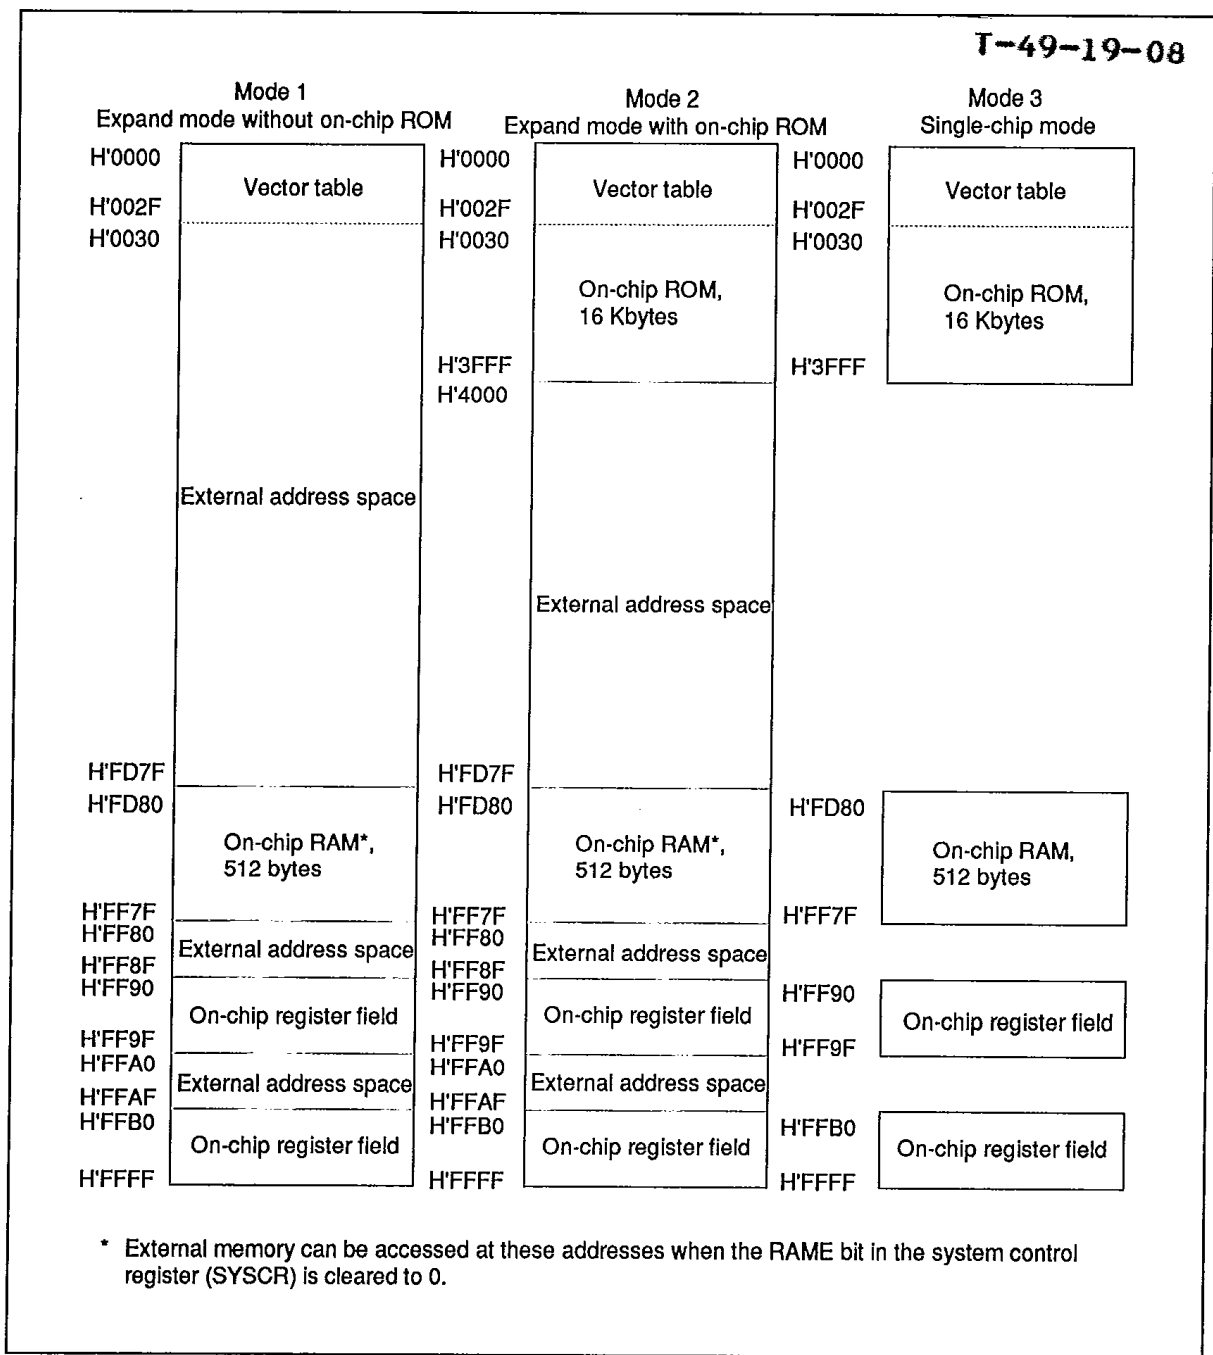 T-49-19-08
Mode 1
Expand mode without on-chip ROM
H'0000
Vector table
H'002F
H'0030
External address space
H'FD7F
H'FD80
On-chip RAM*,
512 bytes
H'FF7F
H'FF80
External address space
H'FF8F
H'FF90
On-chip register field
H'FF9F
H'FFA0
External address space
H'FFAF
H'FFB0
On-chip register field
H'FFFF
Mode 2
Expand mode with on-chip ROM
H'0000
Vector table
H'002F
H'0030
On-chip ROM,
16 Kbytes
H'3FFF
H'4000
External address space
H'FD7F
H'FD80
On-chip RAM*,
512 bytes
H'FF7F
H'FF80
External address space
H'FF8F
H'FF90
On-chip register field
H'FF9F
H'FFA0
External address space
H'FFAF
H'FFB0
On-chip register field
H'FFFF
Mode 3
Single-chip mode
H'0000
Vector table
H'002F
H'0030
On-chip ROM,
16 Kbytes
H'3FFF
H'FD80
On-chip RAM,
512 bytes
H'FF7F
H'FF90
On-chip register field
H'FF9F
H'FFB0
On-chip register field
H'FFFF
* External memory can be accessed at these addresses when the RAME bit in the system control
register (SYSCR) is cleared to 0.